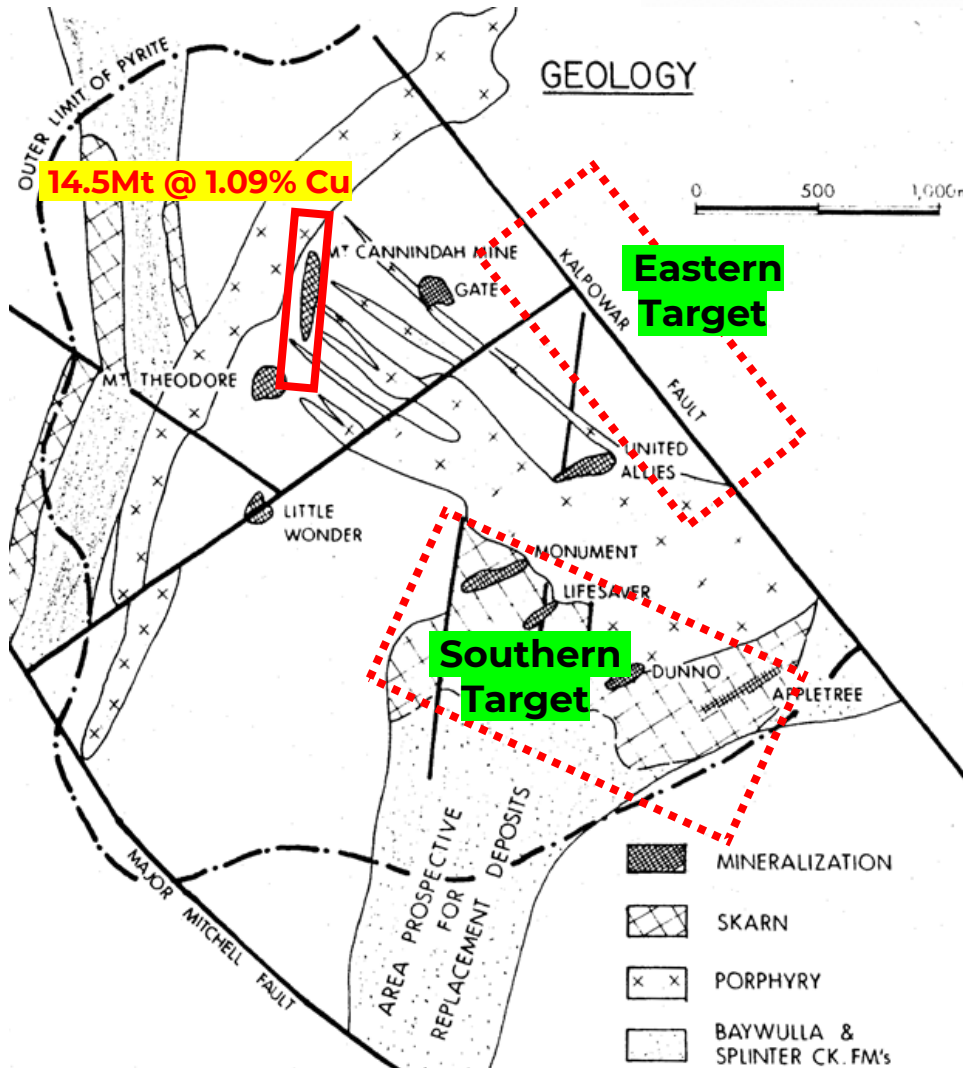 GEOLOGY
OUTER LIMIT OF PYRITE
14.5Mt @ 1.09% Cu
0 500 1,000m
MT CANNINDAH MINE
GATE
KALPOWAR FAULT
Eastern
Target
MT. THEODORE
UNITED
ALLIES
LITTLE
WONDER
MONUMENT
LIFESAVER
Southern
Target
DUNNO
APPLETREE
AREA PROSPECTIVE
FOR
REPLACEMENT DEPOSITS
MAJOR MITCHELL FAULT
MINERALIZATION
SKARN
PORPHYRY
BAYWULLA &
SPLINTER CK. FM's